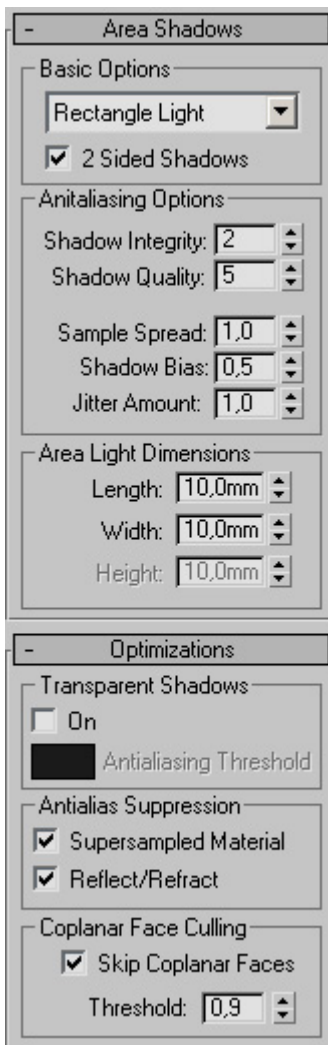 - Area Shadows
Basic Options
Rectangle Light
2 Sided Shadows
Anitaliasing Options
Shadow Integrity: 2
Shadow Quality: 5
Sample Spread: 1,0
Shadow Bias: 0,5
Jitter Amount: 1,0
Area Light Dimensions
Length: 10,0mm
Width: 10,0mm
Height: 10,0mm
- Optimizations
Transparent Shadows
On
Antialiasing Threshold
Antialias Suppression
Supersampled Material
Reflect/Refract
Coplanar Face Culling
Skip Coplanar Faces
Threshold: 0,9